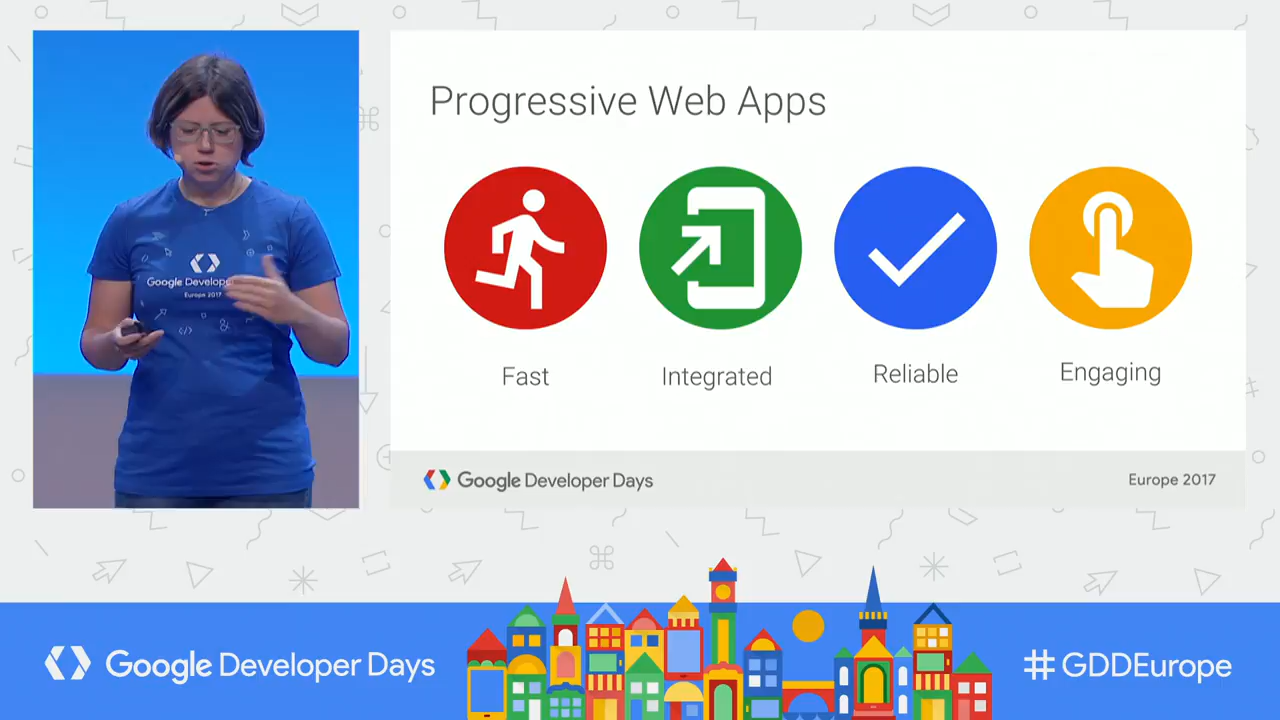 Progressive Web Apps
Fast
Integrated
Reliable
Engaging
Google Developer Days
Europe 2017
Google Develope
Europe 2017
Google Developer Days
#GDDEurope